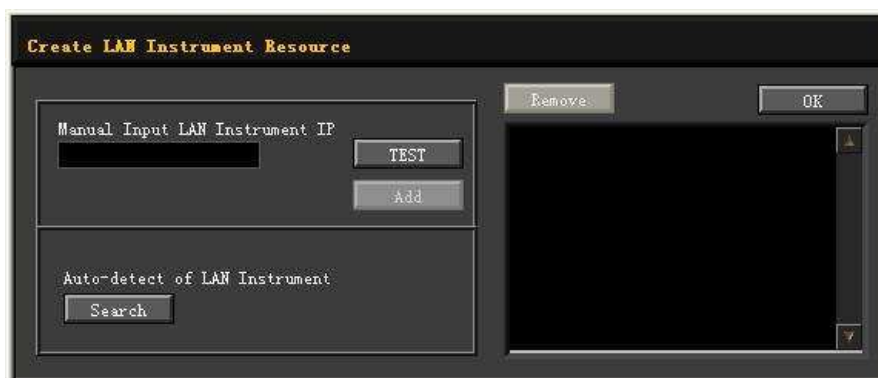 Create LAN Instrument Resource
Remove
OK
Manual Input LAN Instrument IP
TEST
Add
Auto-detect of LAN Instrument
Search